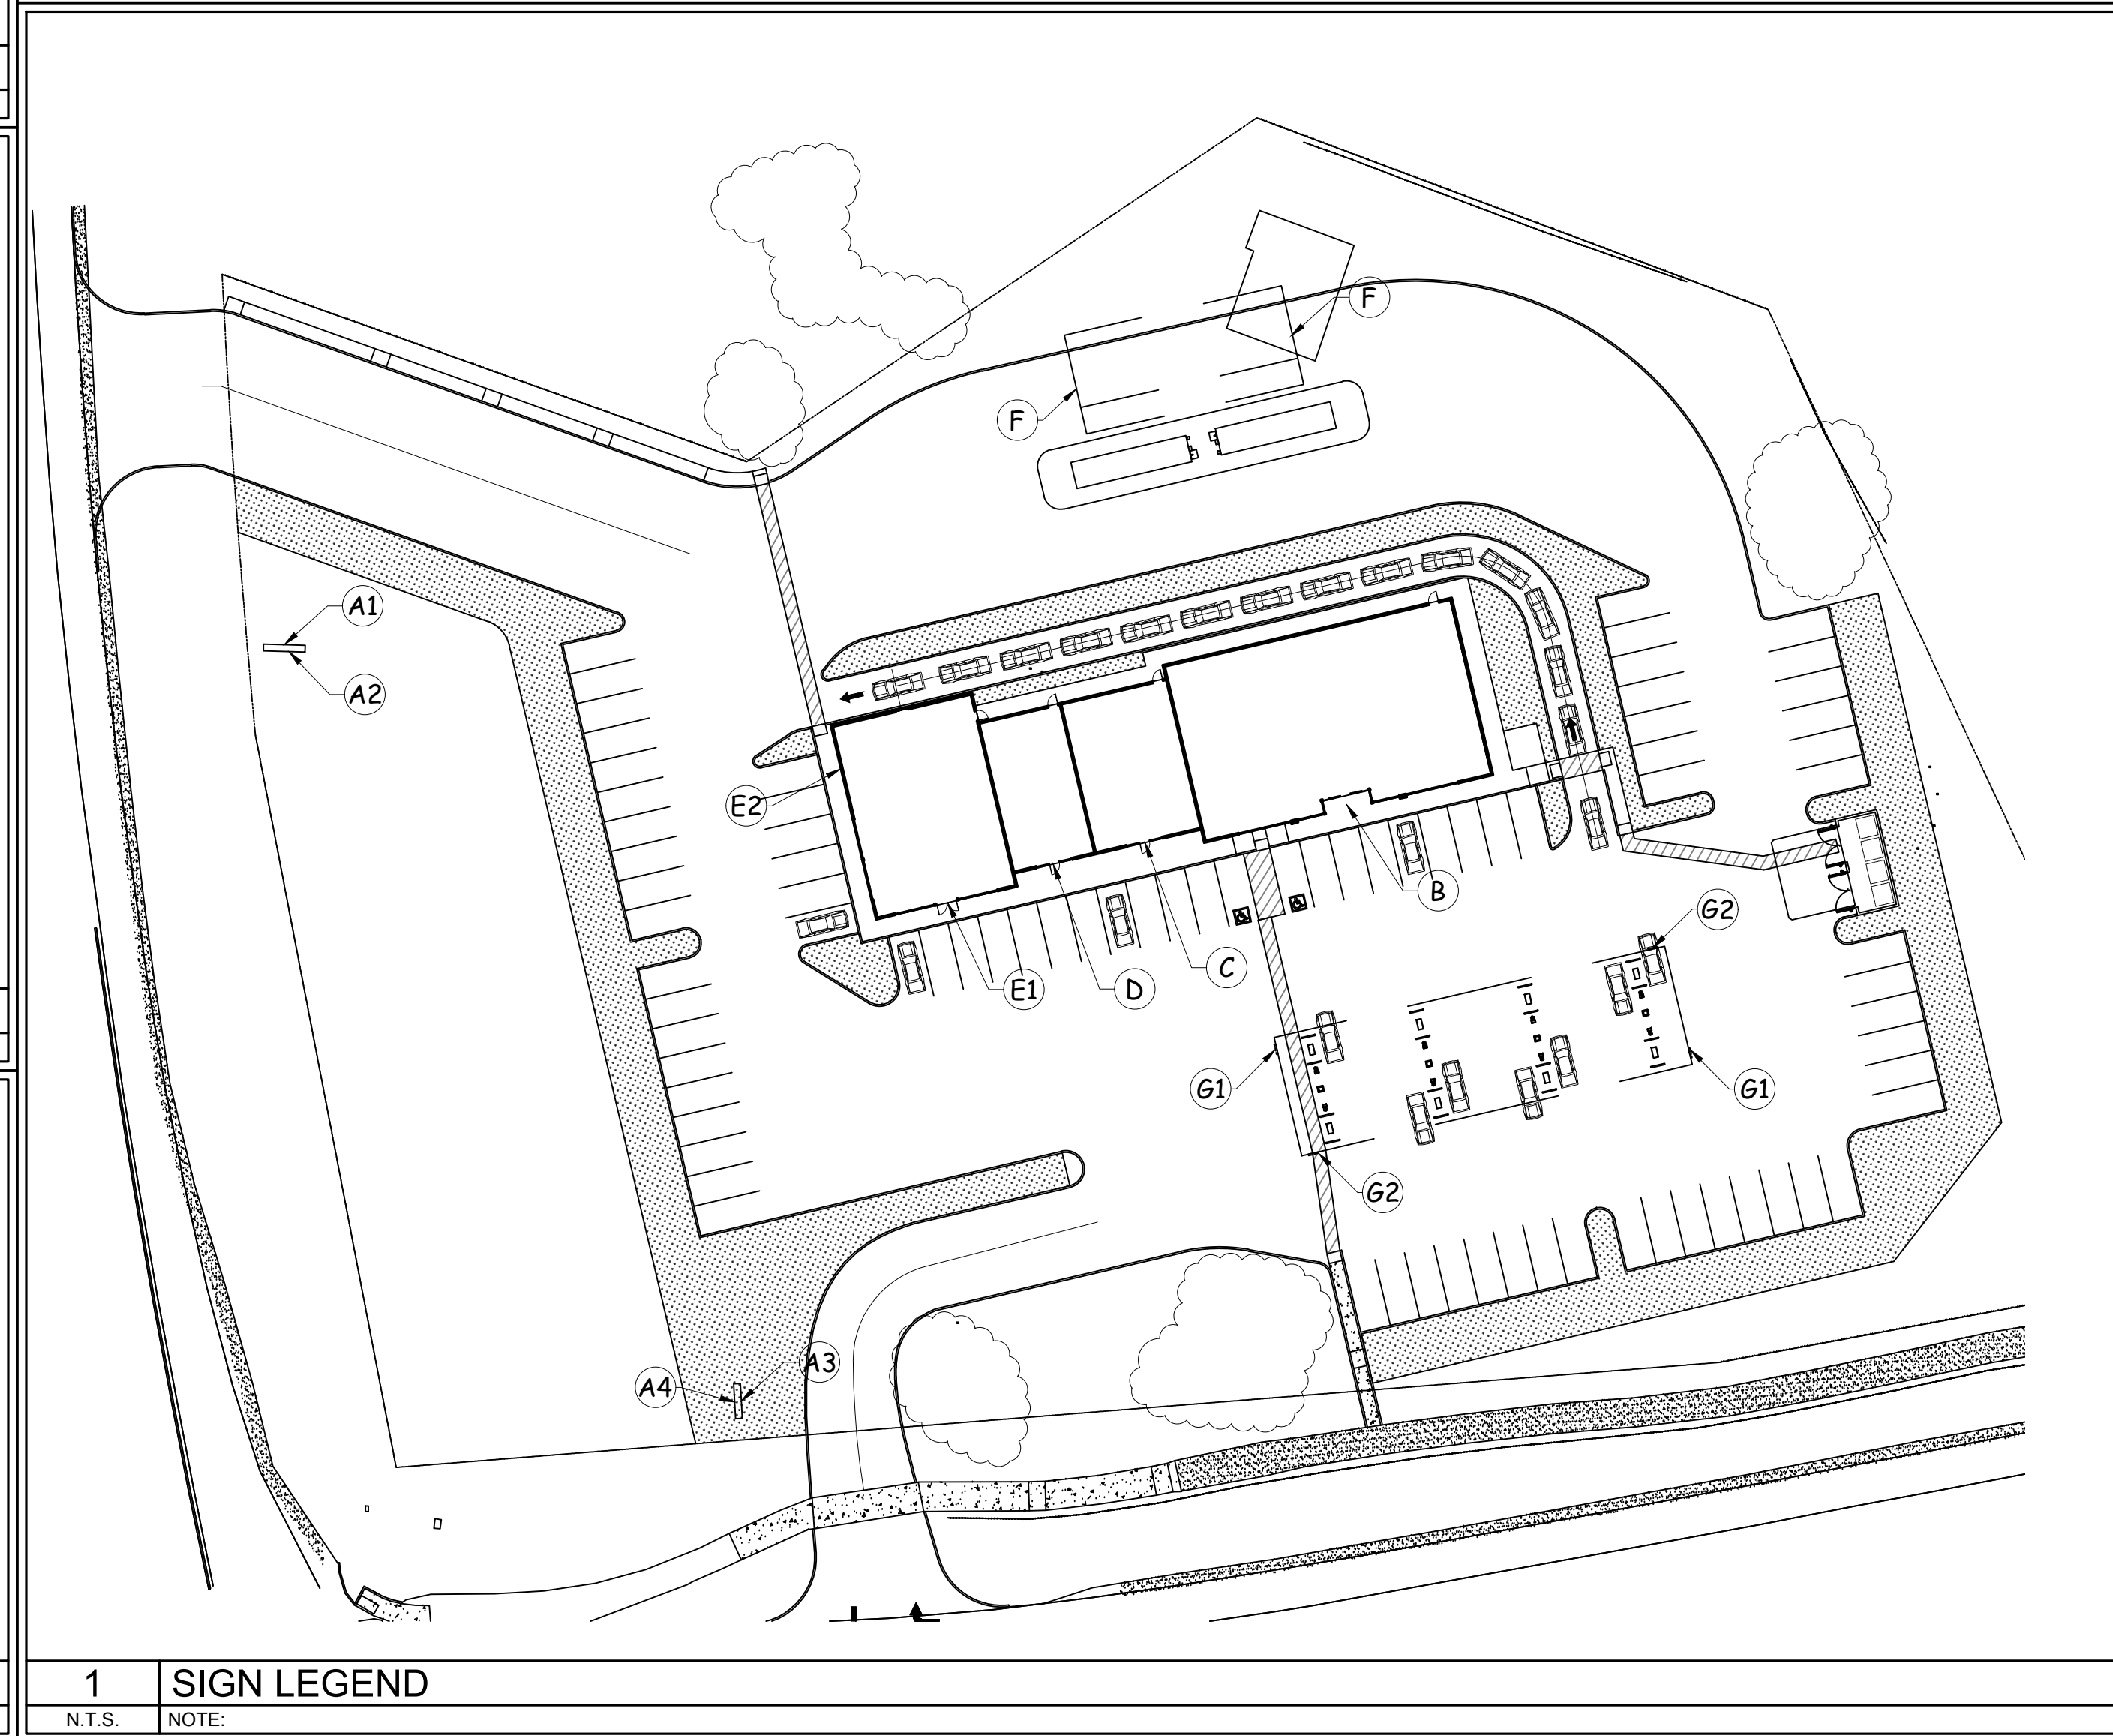 F
F
A1
A2
E2
B
G2
C
D
E1
G1
G1
G2
A3
A4
1 SIGN LEGEND
N.T.S. NOTE: